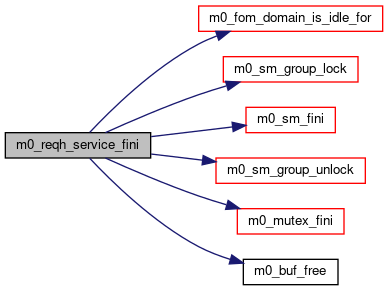 m0_fom_domain_is_idle_for
m0_sm_group_lock
m0_sm_fini
m0_reqh_service_fini
m0_sm_group_unlock
m0_mutex_fini
m0_buf_free